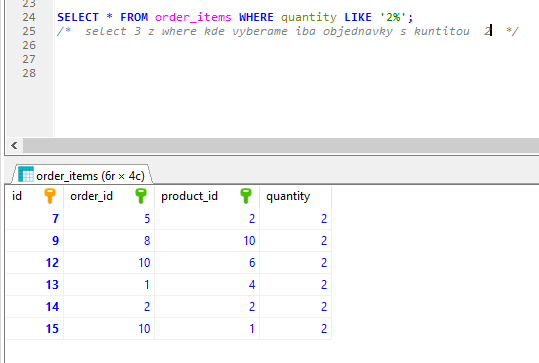 23
24 SELECT * FROM order_items WHERE quantity LIKE '2%';
25 /* select 3 z where kde vyberame iba objednavky s kuntitou 2 */
26
27
28
order_items (6r × 4c)
id order_id product_id quantity
7 5 2 2
9 8 10 2
12 10 6 2
13 1 4 2
14 2 2 2
15 10 1 2